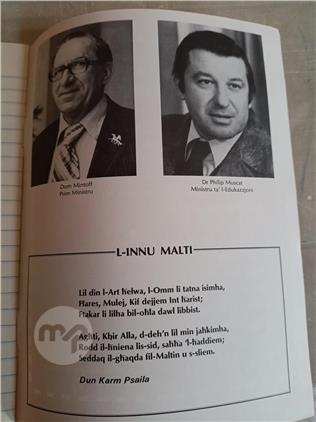 Dom Mintoff
Prim Ministru
Dr Philip Muscat
Ministru ta' l-Edukazzjoni
L-INNU MALTI
Lil din l-Art ħelwa, l-Omm li tatna isimha,
Ħares, Mulej, kif dejjem Int ħarist;
Ftakar li lilha bil-oħla dawl libbist.
Agħti, Kbir Alla, d-deh'n lil min jaħkimha,
Rodd il-ħniena lis-sid, saħħa 'l-ħaddiem;
Seddaq il-għaqda fil-Maltin u s-sliem.
Dun Karm Psaila